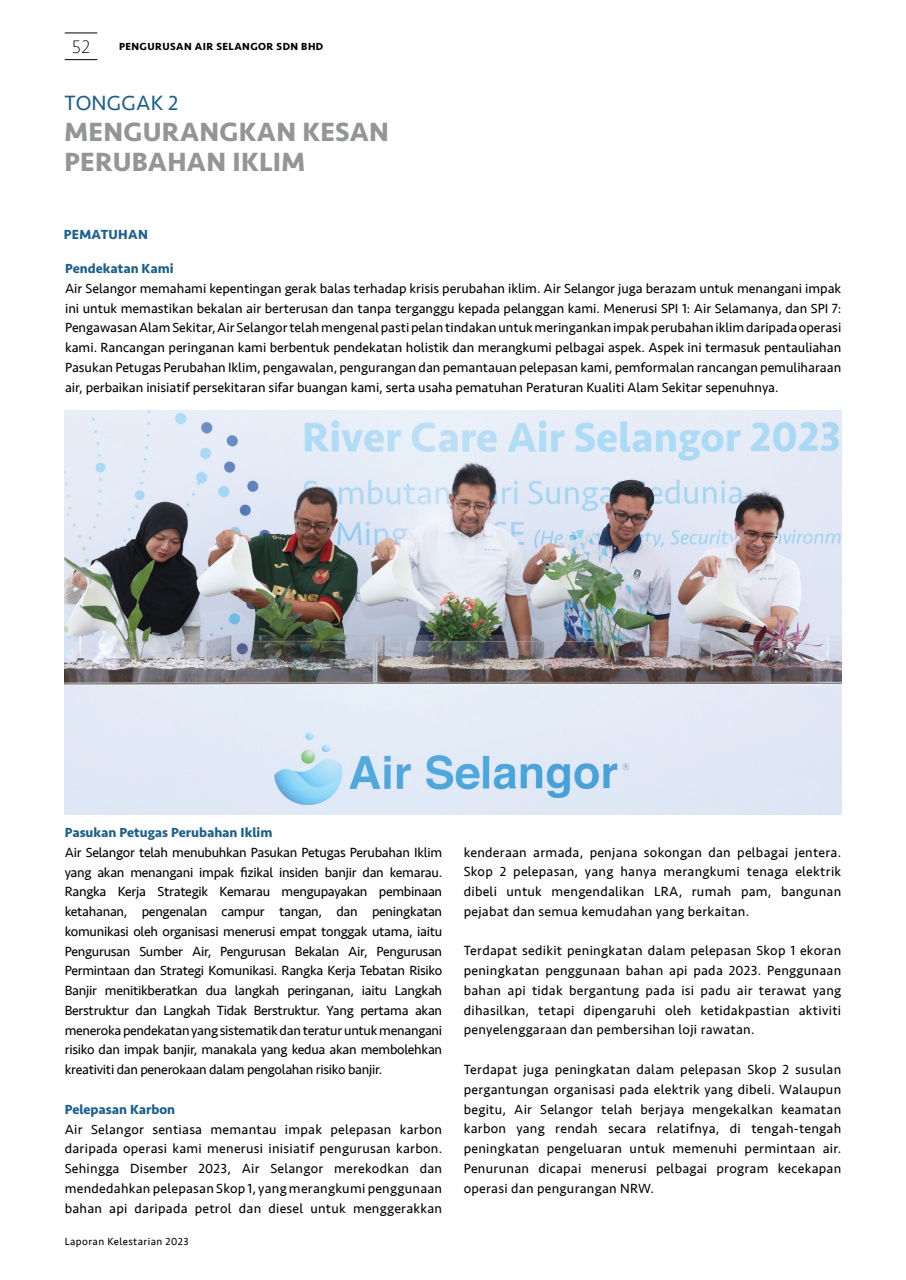 52
PENGURUSAN AIR SELANGOR SDN BHD
TONGGAK 2
MENGURANGKAN KESAN
PERUBAHAN IKLIM
PEMATUHAN
Pendekatan Kami
Air Selangor memahami kepentingan gerak balas terhadap krisis perubahan iklim. Air Selangor juga berazam untuk menangani impak
ini untuk memastikan bekalan air berterusan dan tanpa terganggu kepada pelanggan kami. Menerusi SPI 1: Air Selamanya, dan SPI 7:
Pengawasan Alam Sekitar, Air Selangor telah mengenal pasti pelan tindakan untuk meringankan impak perubahan iklim daripada operasi
kami. Rancangan peringanan kami berbentuk pendekatan holistik dan merangkumi pelbagai aspek. Aspek ini termasuk pentauliahan
Pasukan Petugas Perubahan Iklim, pengawalan, pengurangan dan pemantauan pelepasan kami, pemformalan rancangan pemuliharaan
air, perbaikan inisiatif persekitaran sifar buangan kami, serta usaha pematuhan Peraturan Kualiti Alam Sekitar sepenuhnya.
River Care Air Selangor 2023
Sambutan Hari Sungai Sedunia
Ming SE (He ty, Security Environm
Air Selangor
Pasukan Petugas Perubahan Iklim
Air Selangor telah menubuhkan Pasukan Petugas Perubahan Iklim
yang akan menangani impak fizikal insiden banjir dan kemarau.
Rangka Kerja Strategik Kemarau mengupayakan pembinaan
ketahanan, pengenalan campur tangan, dan peningkatan
komunikasi oleh organisasi menerusi empat tonggak utama, iaitu
Pengurusan Sumber Air, Pengurusan Bekalan Air, Pengurusan
Permintaan dan Strategi Komunikasi. Rangka Kerja Tebatan Risiko
Banjir menitikberatkan dua langkah peringanan, iaitu Langkah
Berstruktur dan Langkah Tidak Berstruktur. Yang pertama akan
meneroka pendekatan yang sistematik dan teratur untuk menangani
risiko dan impak banjir, manakala yang kedua akan membolehkan
kreativiti dan penerokaan dalam pengolahan risiko banjir.
Pelepasan Karbon
Air Selangor sentiasa memantau impak pelepasan karbon
daripada operasi kami menerusi inisiatif pengurusan karbon.
Sehingga Disember 2023, Air Selangor merekodkan dan
mendedahkan pelepasan Skop 1, yang merangkumi penggunaan
bahan api daripada petrol dan diesel untuk menggerakkan
kenderaan armada, penjana sokongan dan pelbagai jentera.
Skop 2 pelepasan, yang hanya merangkumi tenaga elektrik
dibeli untuk mengendalikan LRA, rumah pam, bangunan
pejabat dan semua kemudahan yang berkaitan.
Terdapat sedikit peningkatan dalam pelepasan Skop 1 ekoran
peningkatan penggunaan bahan api pada 2023. Penggunaan
bahan api tidak bergantung pada isi padu air terawat yang
dihasilkan, tetapi dipengaruhi oleh ketidakpastian aktiviti
penyelenggaraan dan pembersihan loji rawatan.
Terdapat juga peningkatan dalam pelepasan Skop 2 susulan
pergantungan organisasi pada elektrik yang dibeli. Walaupun
begitu, Air Selangor telah berjaya mengekalkan keamatan
karbon yang rendah secara relatifnya, di tengah-tengah
peningkatan pengeluaran untuk memenuhi permintaan air.
Penurunan dicapai menerusi pelbagai program kecekapan
operasi dan pengurangan NRW.
Laporan Kelestarian 2023